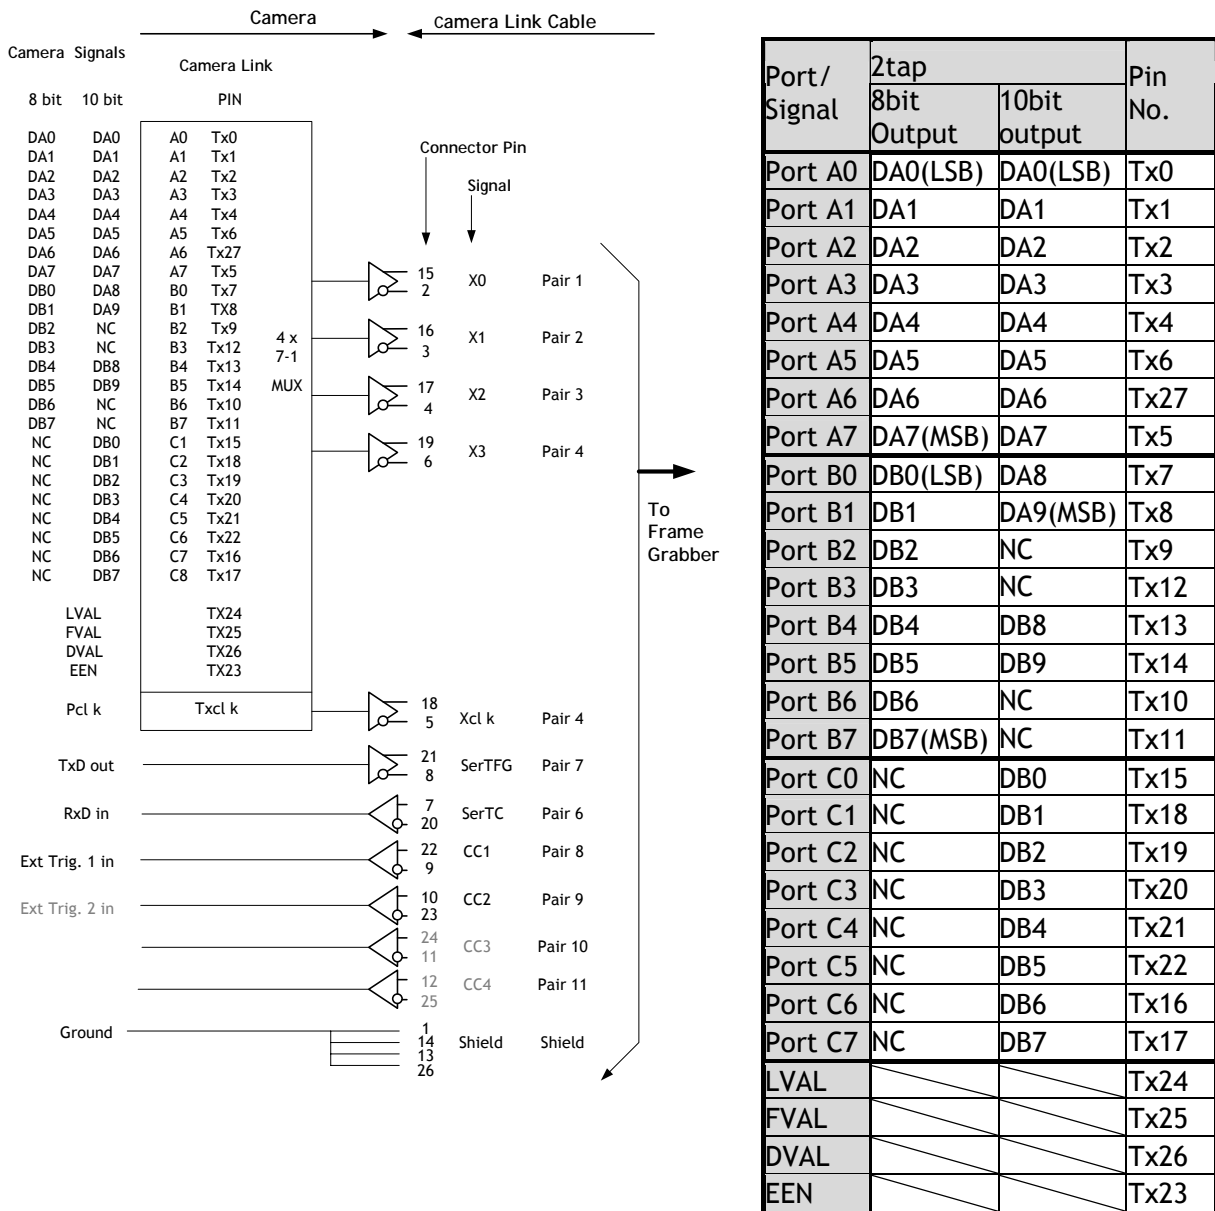 Camera
Camera Link Cable
Camera Signals
Camera Link
8 bit 10 bit PIN
DA0 DA0 A0 Tx0
DA1 DA1 A1 Tx1
DA2 DA2 A2 Tx2
DA3 DA3 A3 Tx3
DA4 DA4 A4 Tx4
DA5 DA5 A5 Tx6
DA6 DA6 A6 Tx27
DA7 DA7 A7 Tx5
DB0 DA8 B0 Tx7
DB1 DA9 B1 TX8
DB2 NC B2 Tx9
DB3 NC B3 Tx12
DB4 DB8 B4 Tx13
DB5 DB9 B5 Tx14
DB6 NC B6 Tx10
DB7 NC B7 Tx11
NC DB0 C1 Tx15
NC DB1 C2 Tx18
NC DB2 C3 Tx19
NC DB3 C4 Tx20
NC DB4 C5 Tx21
NC DB5 C6 Tx22
NC DB6 C7 Tx16
NC DB7 C8 Tx17
LVAL TX24
FVAL TX25
DVAL TX26
EEN TX23
Pcl k Txcl k
4 x
7-1
MUX
Connector Pin
Signal
15
2 X0 Pair 1
16
3 X1 Pair 2
17
4 X2 Pair 3
19
6 X3 Pair 4
18
5 Xcl k Pair 4
TxD out 21
8 SerTFG Pair 7
RxD in 7
20 SerTC Pair 6
Ext Trig. 1 in 22
9 CC1 Pair 8
Ext Trig. 2 in 10
23 CC2 Pair 9
24
11 CC3 Pair 10
12
25 CC4 Pair 11
Ground 1
14 Shield Shield
13
26
To
Frame
Grabber
Port/
Signal
2tap
8bit
Output
10bit
output
Pin
No.
Port A0 DA0(LSB) DA0(LSB) Tx0
Port A1 DA1 DA1 Tx1
Port A2 DA2 DA2 Tx2
Port A3 DA3 DA3 Tx3
Port A4 DA4 DA4 Tx4
Port A5 DA5 DA5 Tx6
Port A6 DA6 DA6 Tx27
Port A7 DA7(MSB) DA7 Tx5
Port B0 DB0(LSB) DA8 Tx7
Port B1 DB1 DA9(MSB) Tx8
Port B2 DB2 NC Tx9
Port B3 DB3 NC Tx12
Port B4 DB4 DB8 Tx13
Port B5 DB5 DB9 Tx14
Port B6 DB6 NC Tx10
Port B7 DB7(MSB) NC Tx11
Port C0 NC DB0 Tx15
Port C1 NC DB1 Tx18
Port C2 NC DB2 Tx19
Port C3 NC DB3 Tx20
Port C4 NC DB4 Tx21
Port C5 NC DB5 Tx22
Port C6 NC DB6 Tx16
Port C7 NC DB7 Tx17
LVAL Tx24
FVAL Tx25
DVAL Tx26
EEN Tx23